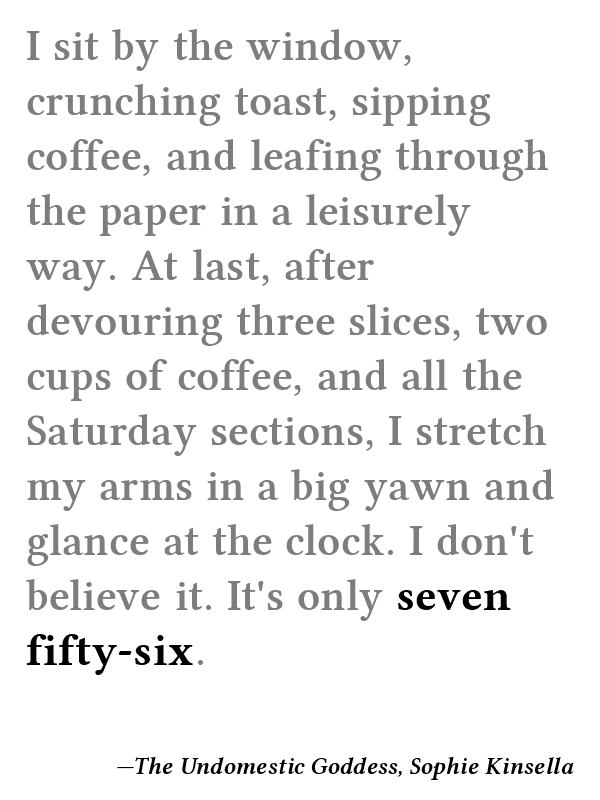 I sit by the window,
crunching toast, sipping
coffee, and leafing through
the paper in a leisurely
way. At last, after
devouring three slices, two
cups of coffee, and all the
Saturday sections, I stretch
my arms in a big yawn and
glance at the clock. I don't
believe it. It's only seven
fifty-six.
—The Undomestic Goddess, Sophie Kinsella